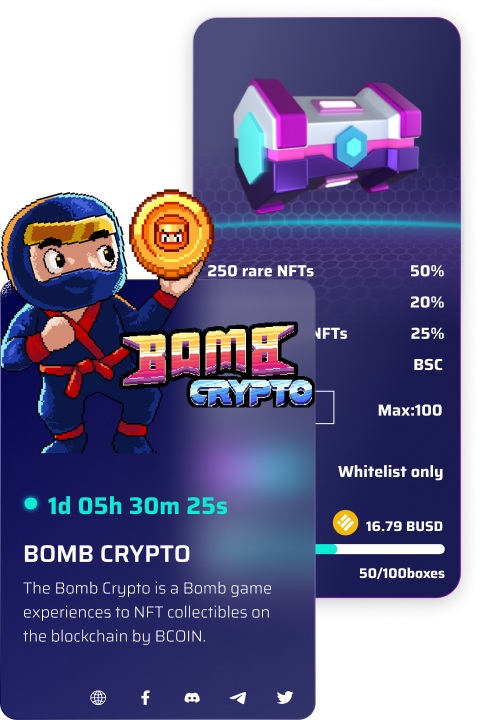 250 rare NFTs 50%
20%
NFTs 25%
BSC
BOMB
CRYPTO
Max:100
Whitelist only
1d 05h 30m 25s
16.79 BUSD
BOMB CRYPTO
50/100boxes
The Bomb Crypto is a Bomb game
experiences to NFT collectibles on
the blockchain by BCOIN.